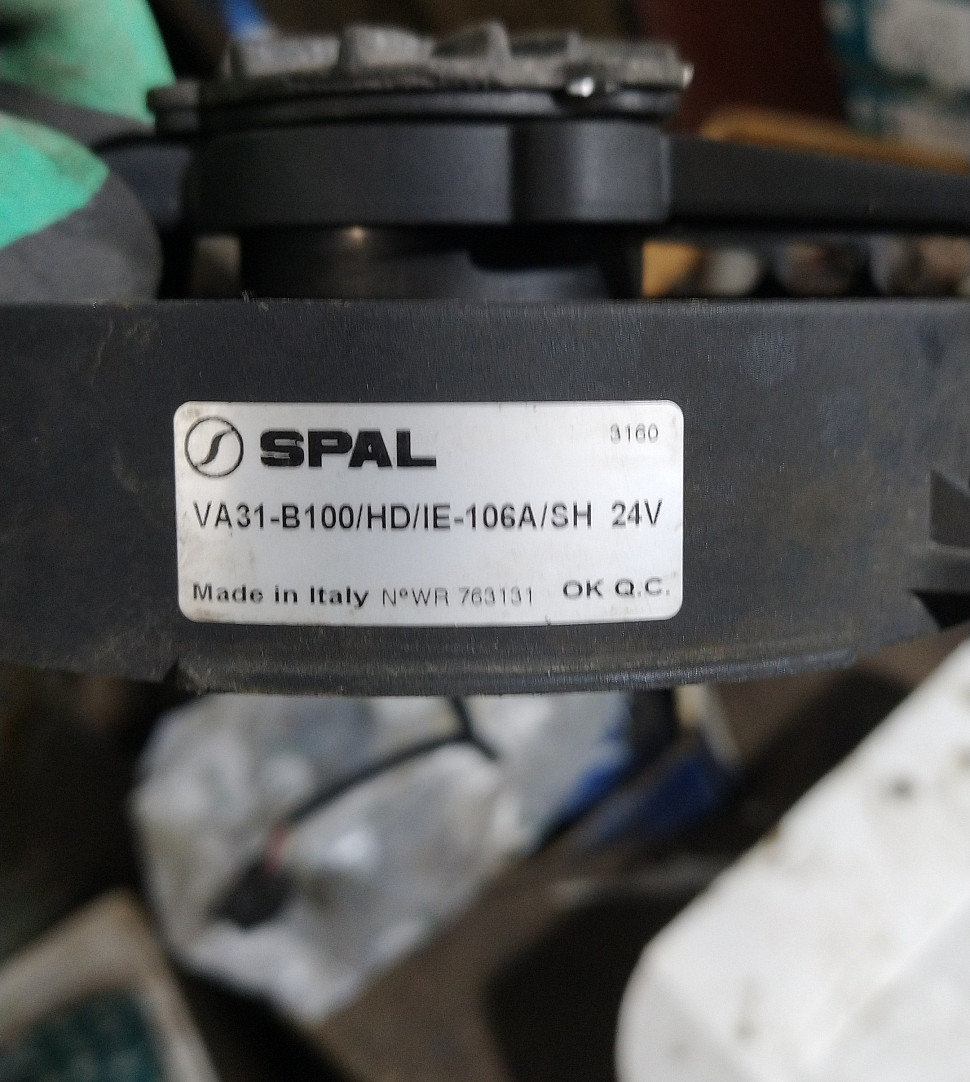 SPAL
3160
VA31-B100/HD/IE-106A/SH 24V
Made in Italy N°WR 763131 OK Q.C.